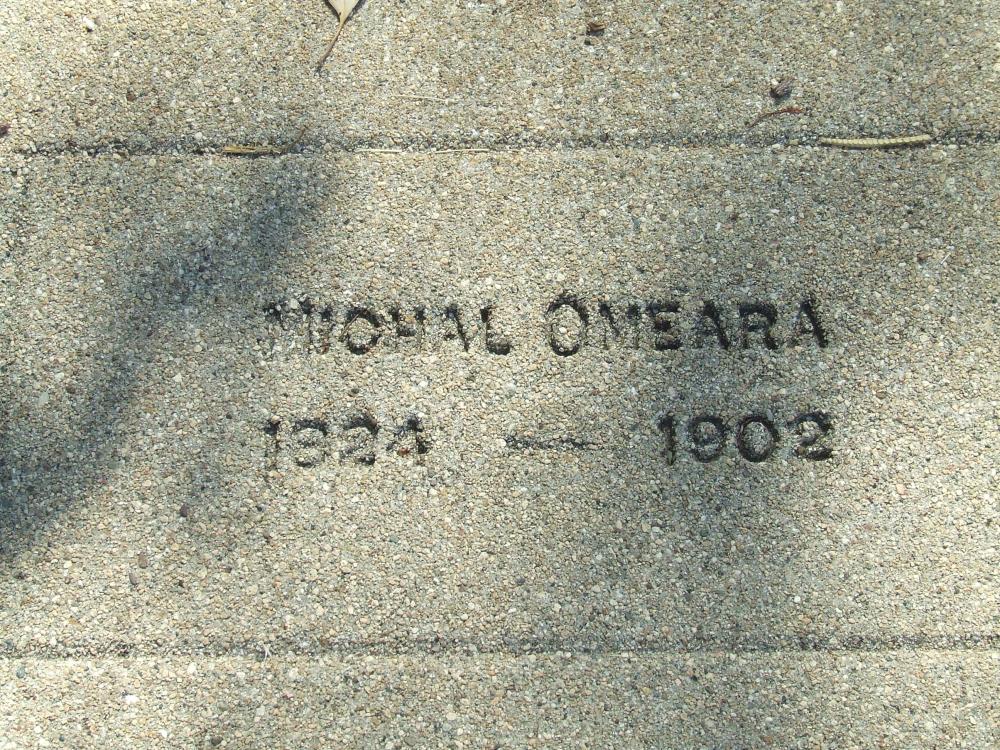 MICHAL OMEARA
1824 — 1902